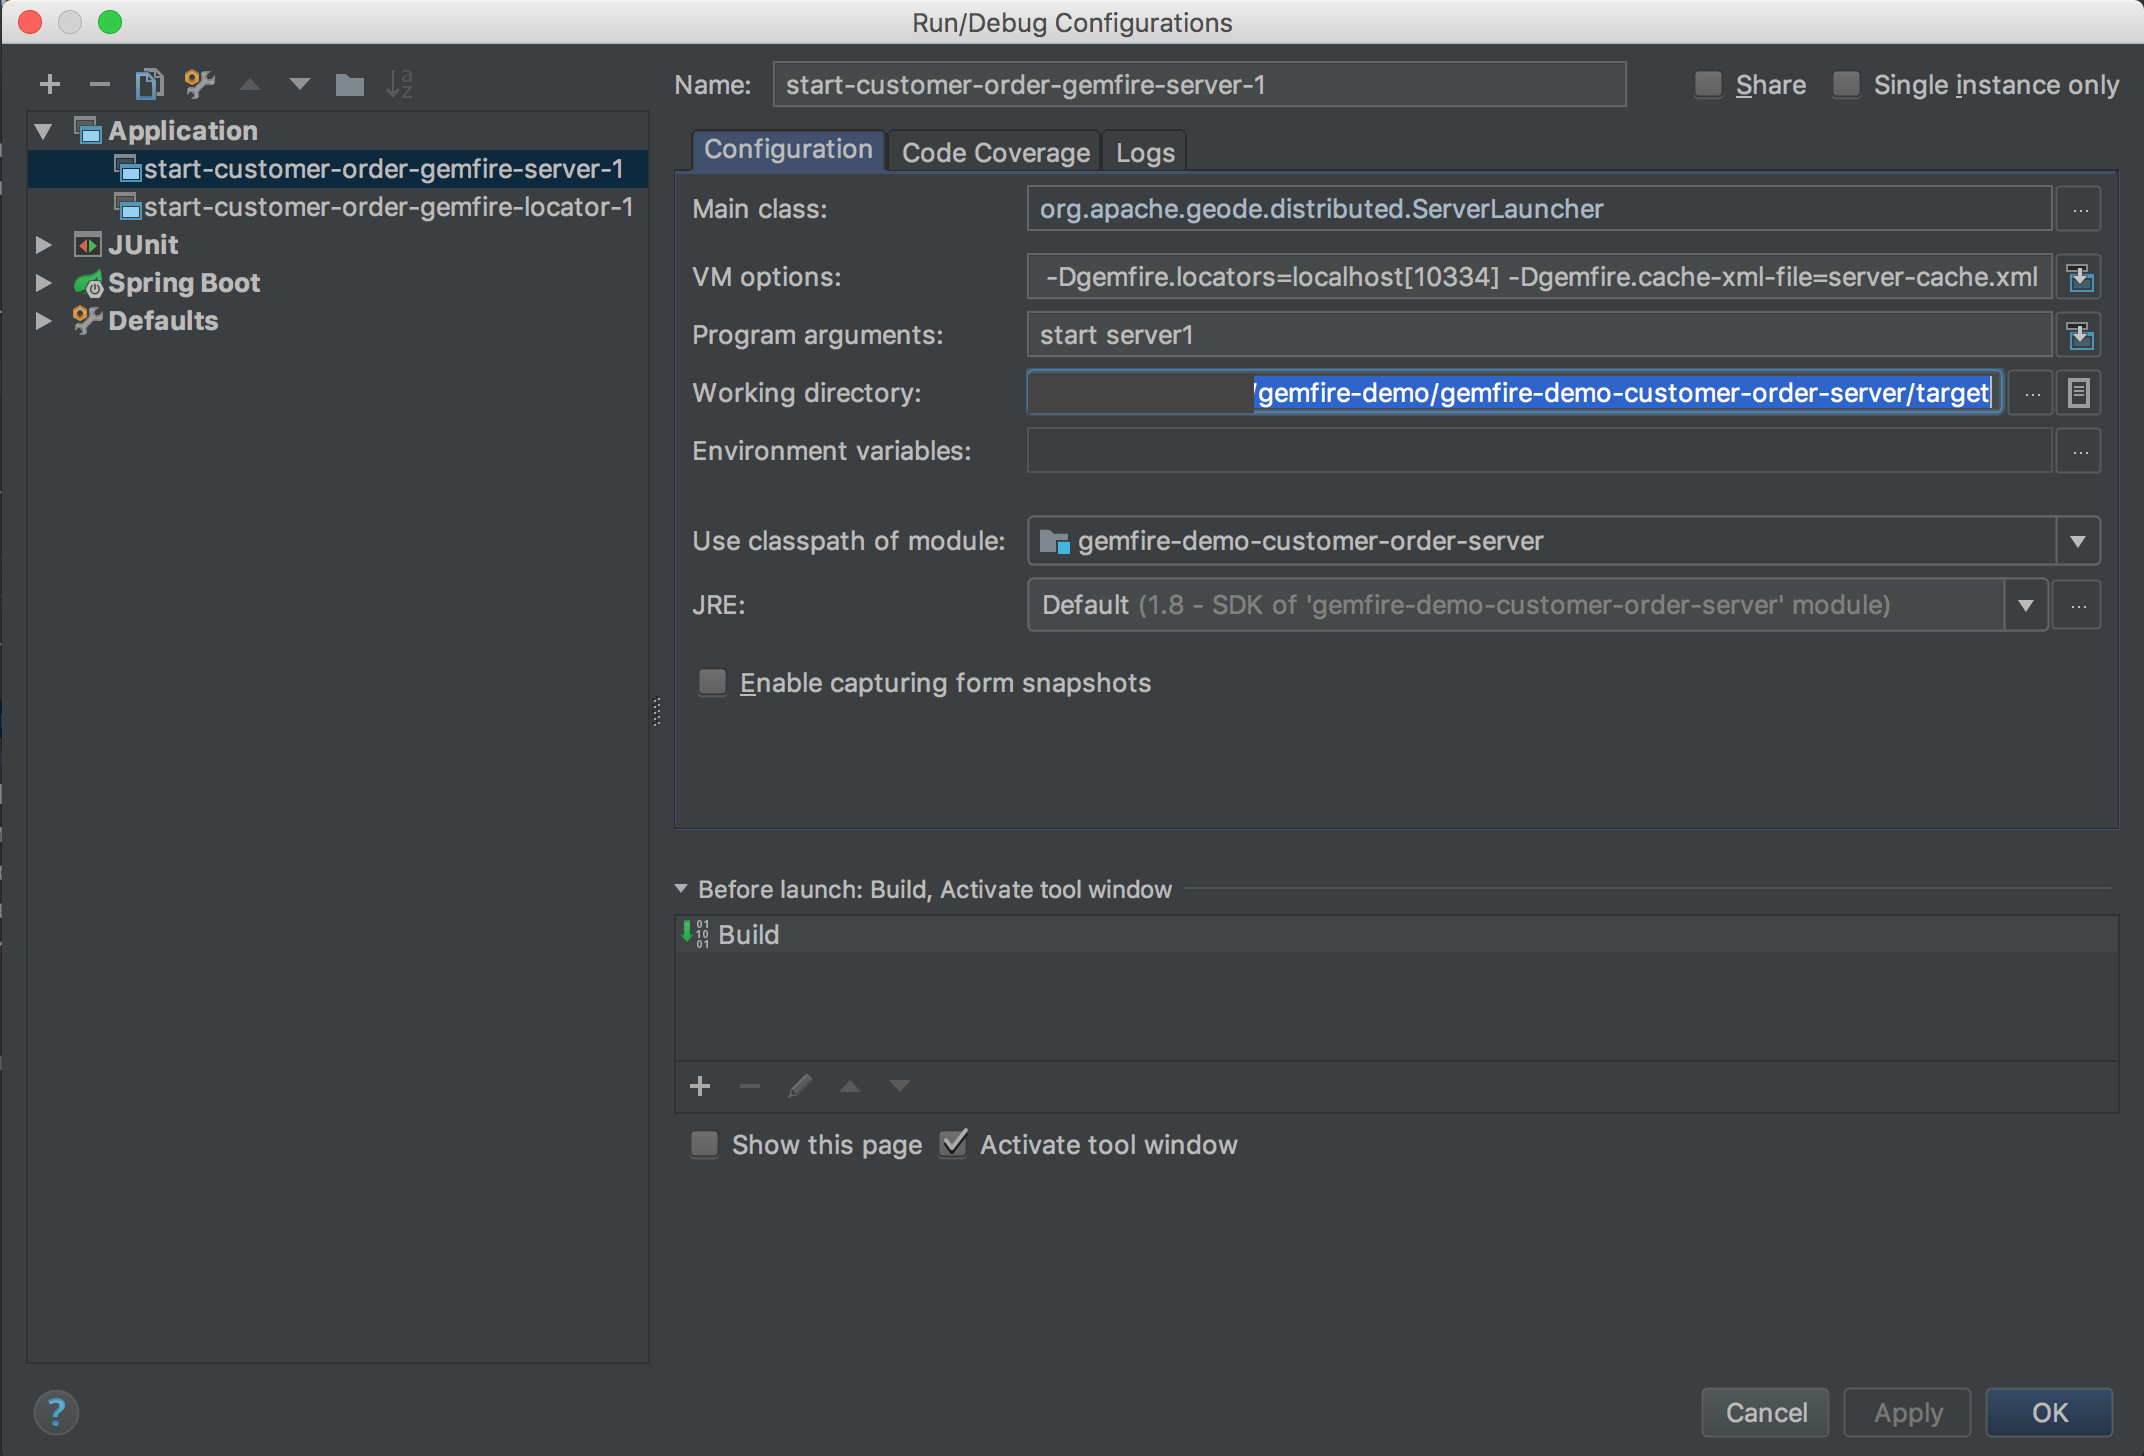 Run/Debug Configurations
Name: start-customer-order-gemfire-server-1 Share Single instance only
Application
start-customer-order-gemfire-server-1
start-customer-order-gemfire-locator-1
JUnit
Spring Boot
Defaults
Configuration Code Coverage Logs
Main class: org.apache.geode.distributed.ServerLauncher ...
VM options: -Dgemfire.locators=localhost[10334] -Dgemfire.cache-xml-file=server-cache.xml
Program arguments: start server1
Working directory: /gemfire-demo/gemfire-demo-customer-order-server/target ...
Environment variables: ...
Use classpath of module: gemfire-demo-customer-order-server
JRE: Default (1.8 - SDK of 'gemfire-demo-customer-order-server' module) ...
Enable capturing form snapshots
Before launch: Build, Activate tool window
Build
Show this page Activate tool window
? Cancel Apply OK